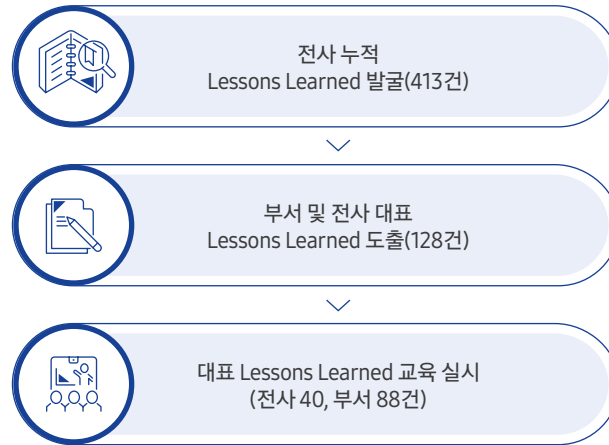 전사 누적
Lessons Learned 발굴(413건)
부서 및 전사 대표
Lessons Learned 도출(128건)
대표 Lessons Learned 교육 실시
(전사 40, 부서 88건)